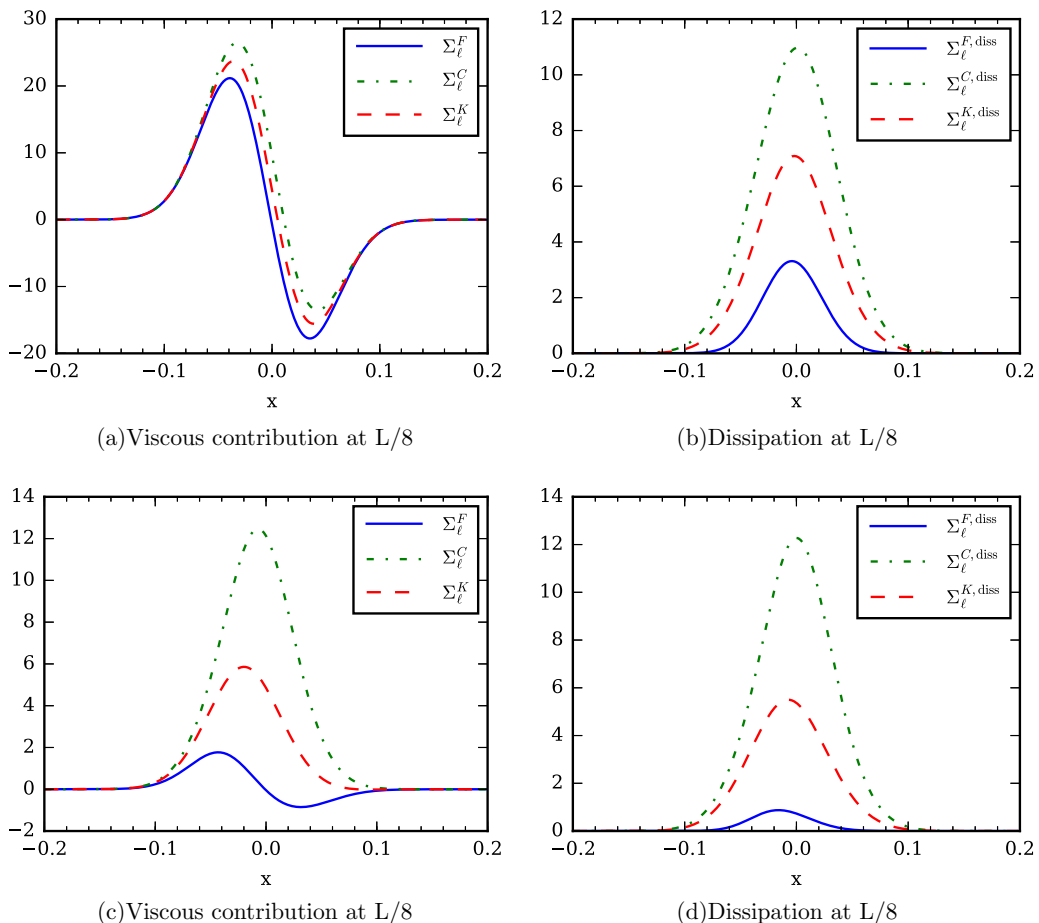 30
20
10
0
−10
−20
−0.2
−0.1
0.0
0.1
0.2
x
Σ_ℓ^F
Σ_ℓ^C
Σ_ℓ^K
(a)Viscous contribution at L/8
12
10
8
6
4
2
0
−0.2
−0.1
0.0
0.1
0.2
x
Σ_ℓ^{F,diss}
Σ_ℓ^{C,diss}
Σ_ℓ^{K,diss}
(b)Dissipation at L/8
14
12
10
8
6
4
2
0
−2
−0.2
−0.1
0.0
0.1
0.2
x
Σ_ℓ^F
Σ_ℓ^C
Σ_ℓ^K
(c)Viscous contribution at L/8
14
12
10
8
6
4
2
0
−0.2
−0.1
0.0
0.1
0.2
x
Σ_ℓ^{F,diss}
Σ_ℓ^{C,diss}
Σ_ℓ^{K,diss}
(d)Dissipation at L/8